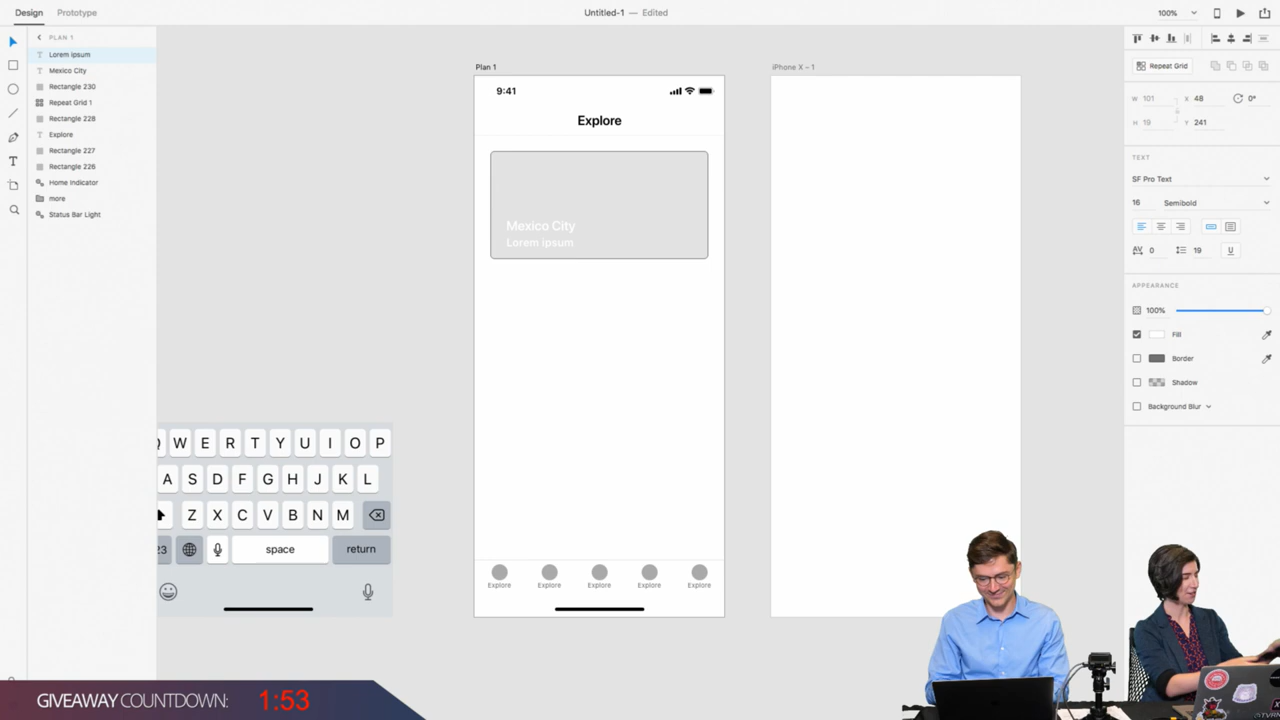 Design Prototype
Untitled-1 — Edited
100%
PLAN 1
Lorem ipsum
Mexico City
Rectangle 230
Repeat Grid 1
Rectangle 228
Explore
Rectangle 227
Rectangle 226
Home Indicator
more
Status Bar Light
Plan 1
9:41
Explore
Mexico City
Lorem ipsum
Explore Explore Explore Explore Explore
iPhone X – 1
Q W E R T Y U I O P
A S D F G H J K L
Z X C V B N M
23 space return
Repeat Grid
W 101 X 48 0°
H 19 Y 241
TEXT
SF Pro Text
16 Semibold
AV 0 19 U
APPEARANCE
100%
Fill
Border
Shadow
Background Blur
GIVEAWAY COUNTDOWN: 1:53